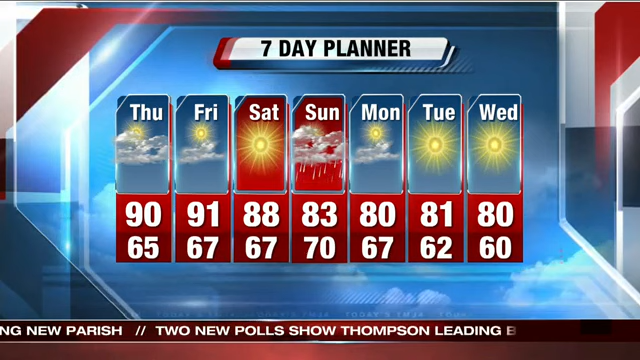 7 DAY PLANNER
Thu Fri Sat Sun Mon Tue Wed
90 91 88 83 80 81 80
65 67 67 70 67 62 60
NG NEW PARISH // TWO NEW POLLS SHOW THOMPSON LEADING